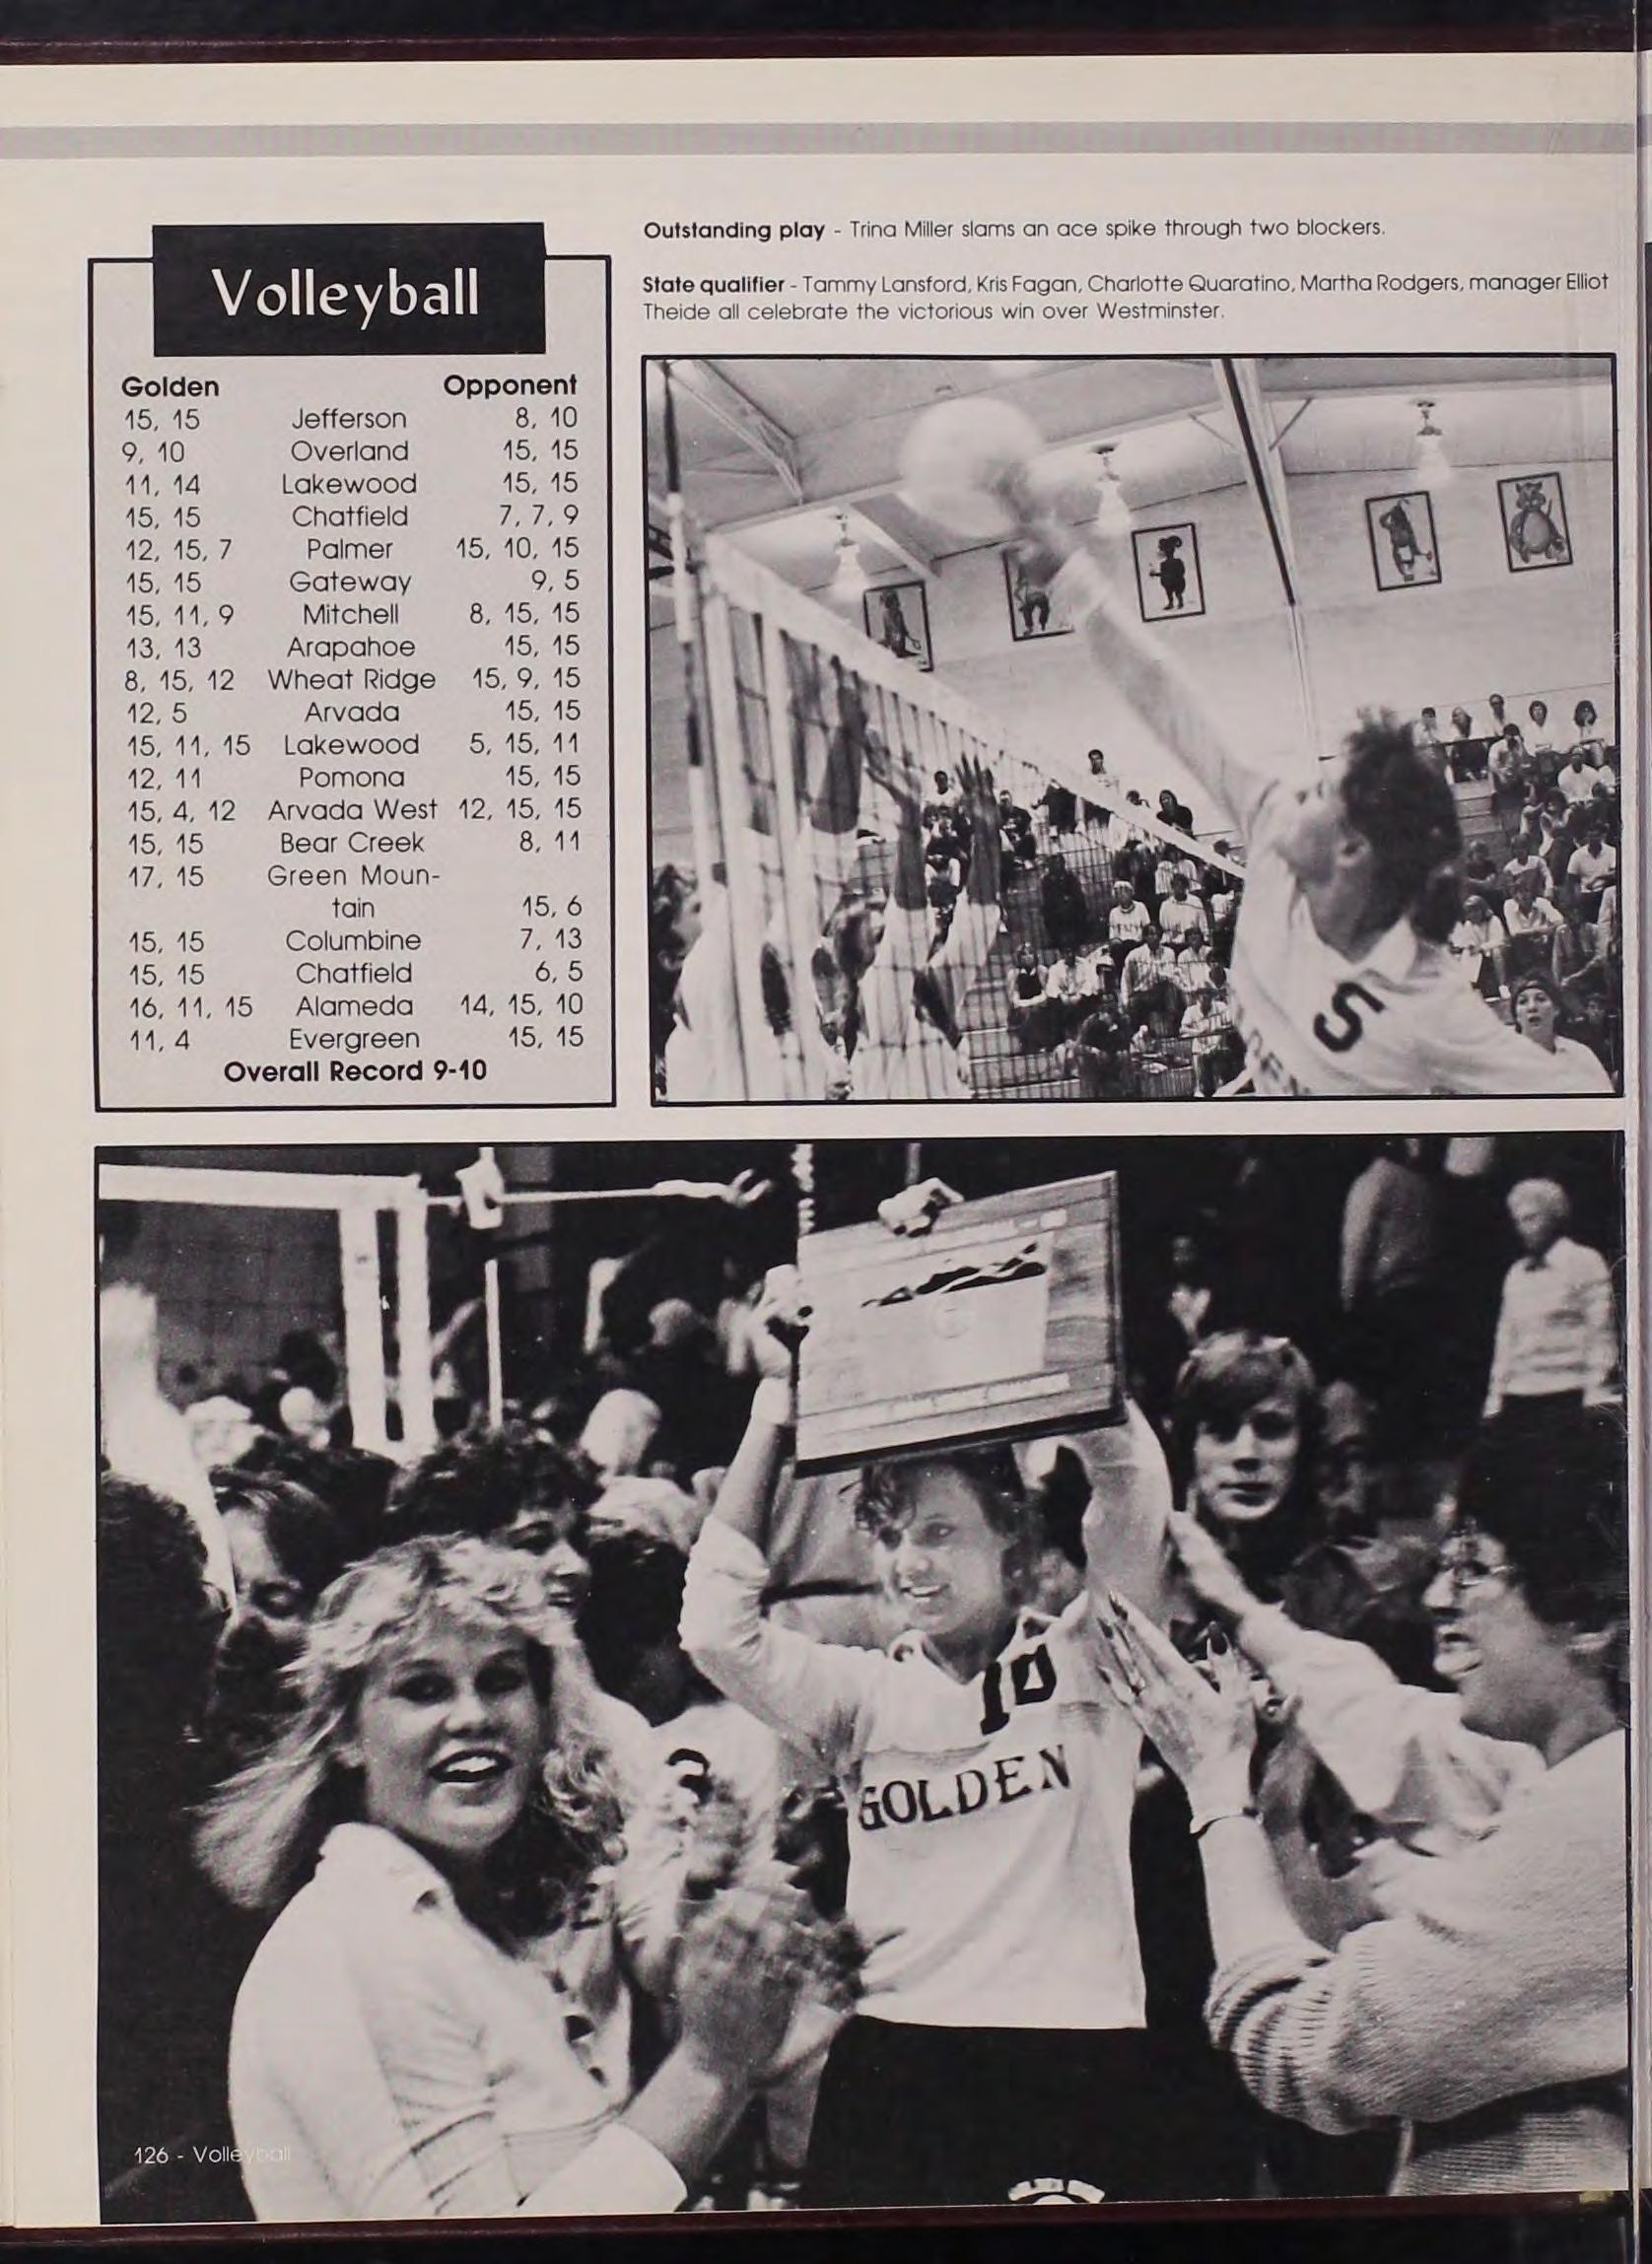 Volleyball
Golden Opponent
15, 15 Jefferson 8, 10
9, 10 Overland 15, 15
11, 14 Lakewood 15, 15
15, 15 Chatfield 7, 7, 9
12, 15, 7 Palmer 15, 10, 15
15, 15 Gateway 9, 5
15, 11, 9 Mitchell 8, 15, 15
13, 13 Arapahoe 15, 15
8, 15, 12 Wheat Ridge 15, 9, 15
12, 5 Arvada 15, 15
15, 11, 15 Lakewood 5, 15, 11
12, 11 Pomona 15, 15
15, 4, 12 Arvada West 12, 15, 15
15, 15 Bear Creek 8, 11
17, 15 Green Moun-
tain 15, 6
15, 15 Columbine 7, 13
15, 15 Chatfield 6, 5
16, 11, 15 Alameda 14, 15, 10
11, 4 Evergreen 15, 15
Overall Record 9-10
Outstanding play - Trina Miller slams an ace spike through two blockers.
State qualifier - Tammy Lansford, Kris Fagan, Charlotte Quaratino, Martha Rodgers, manager Elliot
Theide all celebrate the victorious win over Westminster.
S
10
GOLDEN
126 - Volleyball